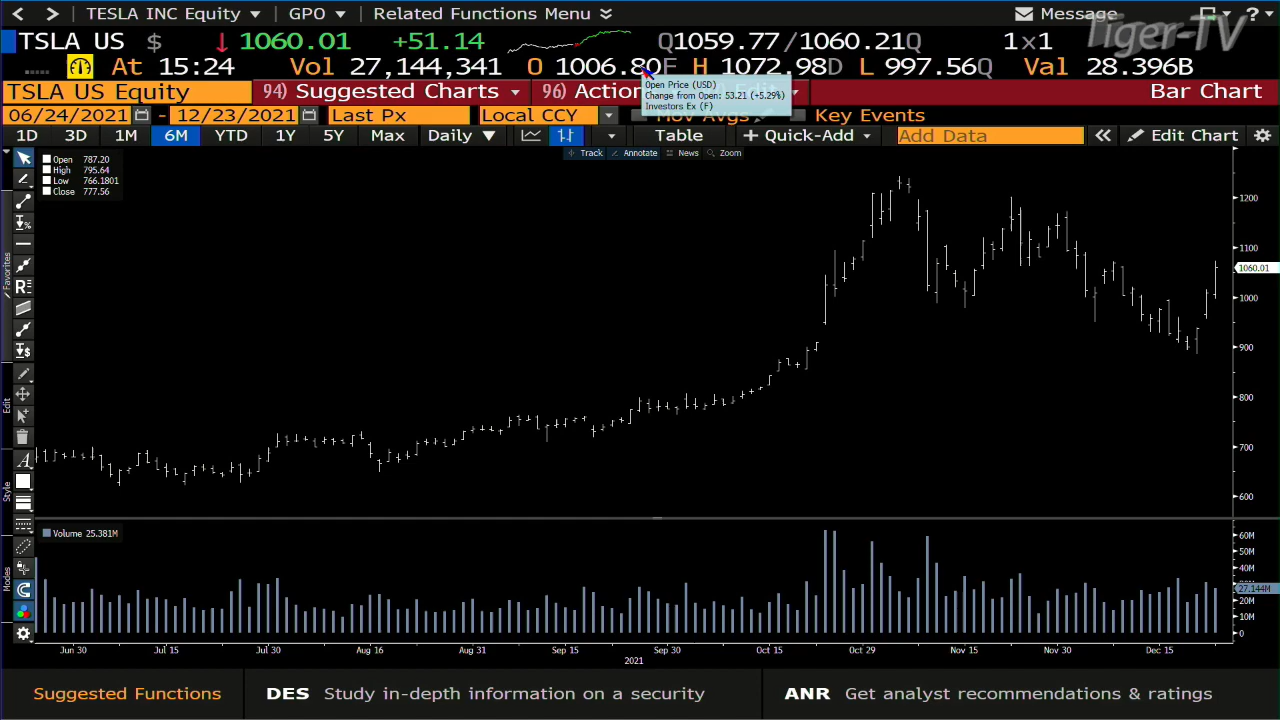 TESLA INC Equity GPO Related Functions Menu Message ?
Tiger-TV
TSLA US $ 1060.01 +51.14 Q1059.77/1060.21Q 1x1
At 15:24 Vol 27,144,341 O 1006.80F H 1072.98D L 997.56Q Val 28.396B
TSLA US Equity 94) Suggested Charts 96) Action Edit Bar Chart
Open Price (USD)
Change from Open: 53.21 (+5.29%)
Investors Ex (F)
06/24/2021 - 12/23/2021 Last Px Local CCY Mov Avgs Key Events
1D 3D 1M 6M YTD 1Y 5Y Max Daily Table + Quick-Add Add Data Edit Chart
Track Annotate News Zoom
Open 787.20
High 795.64
Low 766.1801
Close 777.56
Favorites
Edit
Style
Modes
1200
1100
1060.01
1000
900
800
700
600
Volume 25.381M
60M
50M
40M
27.144M
20M
10M
0
Jun 30 Jul 15 Jul 30 Aug 16 Aug 31 Sep 15 Sep 30 Oct 15 Oct 29 Nov 15 Nov 30 Dec 15
2021
Suggested Functions DES Study in-depth information on a security ANR Get analyst recommendations & ratings